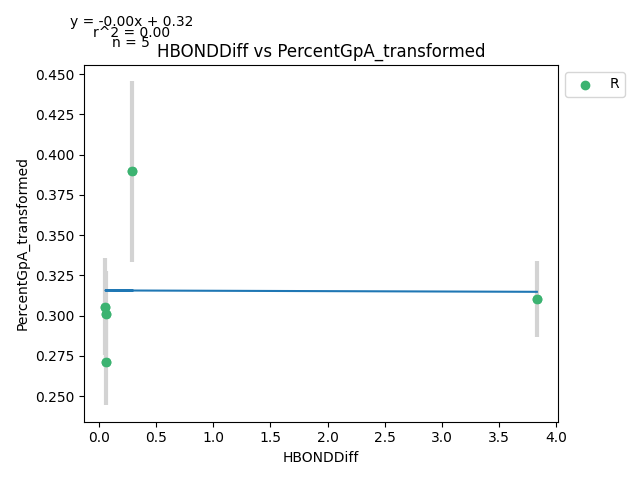 y = -0.00x + 0.32
r^2 = 0.00
n = 5
HBONDDiff vs PercentGpA_transformed
R
PercentGpA_transformed
0.450
0.425
0.400
0.375
0.350
0.325
0.300
0.275
0.250
0.0 0.5 1.0 1.5 2.0 2.5 3.0 3.5 4.0
HBONDDiff